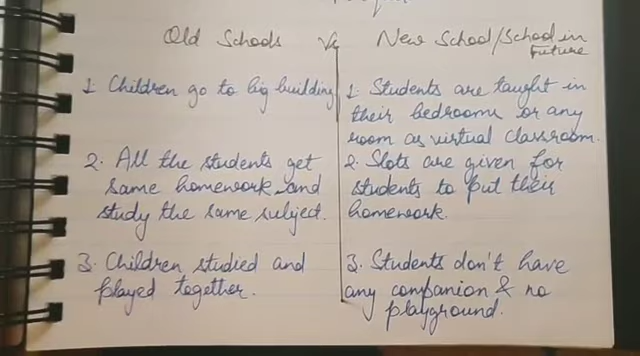 Old Schools Vs New School/School in
Future
1. Children go to big building
1. Students are taught in
their bedrooms or any
room as virtual classroom.
2. All the students get
same homework and
study the same subject.
2. Slots are given for
students to put their
homework.
3. Children studied and
played together.
3. Students don't have
any companion & no
playground.